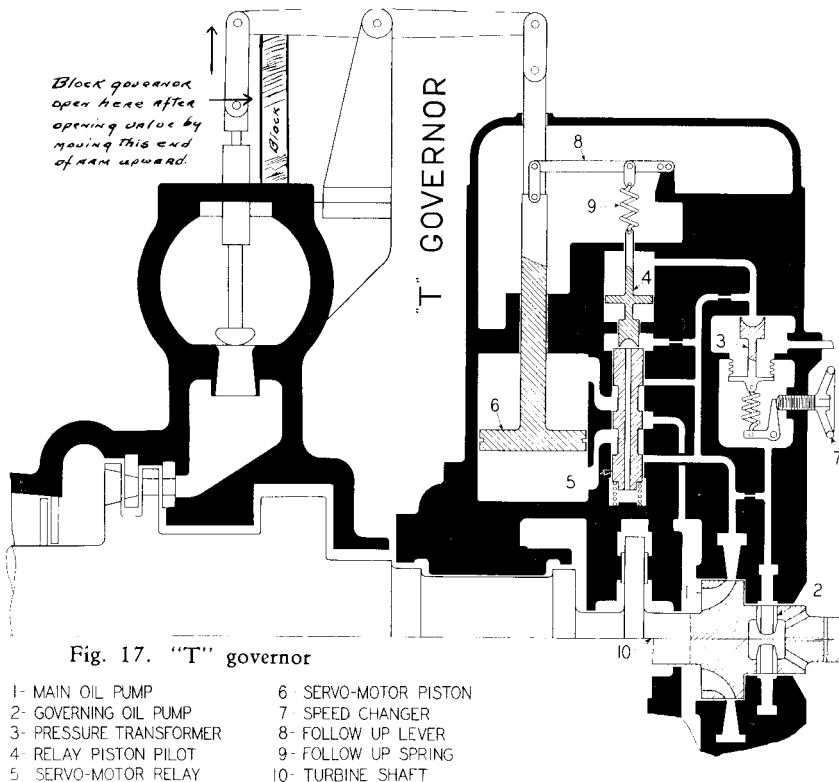 Block governor
open here after
opening value by
moving this end
of arm upward.
Block
"T" GOVERNOR
8
9
4
3
7
6
5
1
2
10
Fig. 17. "T" governor
1- MAIN OIL PUMP
2- GOVERNING OIL PUMP
3- PRESSURE TRANSFORMER
4- RELAY PISTON PILOT
5 SERVO-MOTOR RELAY
6 SERVO-MOTOR PISTON
7 SPEED CHANGER
8- FOLLOW UP LEVER
9- FOLLOW UP SPRING
10- TURBINE SHAFT